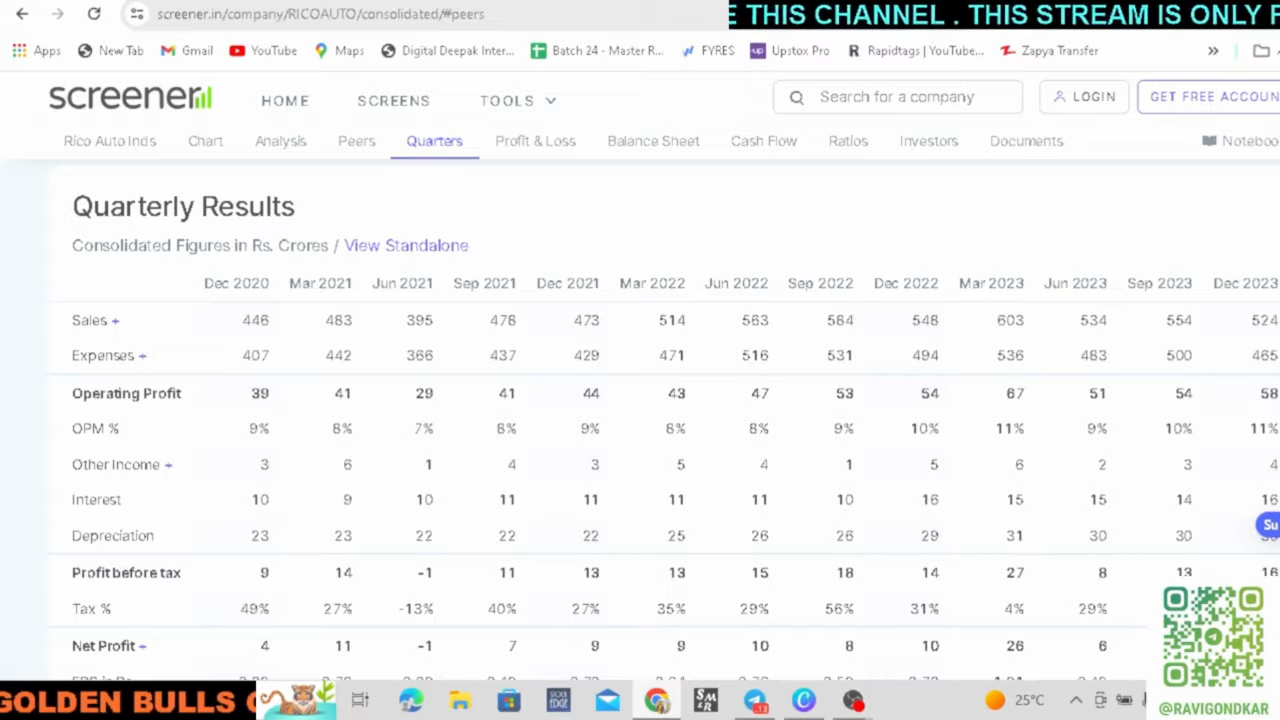 screener.in/company/RICOAUTO/consolidated/#peers
E THIS CHANNEL . THIS STREAM IS ONLY F
Apps New Tab Gmail YouTube Maps Digital Deepak Inter... Batch 24 - Master R... FYRES Upstox Pro Rapidtags | YouTube... Zapya Transfer »
screener HOME SCREENS TOOLS Search for a company LOGIN GET FREE ACCOUN
Rico Auto Inds Chart Analysis Peers Quarters Profit & Loss Balance Sheet Cash Flow Ratios Investors Documents Noteboo
Quarterly Results
Consolidated Figures in Rs. Crores / View Standalone
Dec 2020 Mar 2021 Jun 2021 Sep 2021 Dec 2021 Mar 2022 Jun 2022 Sep 2022 Dec 2022 Mar 2023 Jun 2023 Sep 2023 Dec 2023
Sales + 446 483 395 478 473 514 563 584 548 603 534 554 524
Expenses + 407 442 366 437 429 471 516 531 494 536 483 500 465
Operating Profit 39 41 29 41 44 43 47 53 54 67 51 54 58
OPM % 9% 8% 7% 8% 9% 8% 8% 9% 10% 11% 9% 10% 11%
Other Income + 3 6 1 4 3 5 4 1 5 6 2 3 4
Interest 10 9 10 11 11 11 11 10 16 15 15 14 16
Su
Depreciation 23 23 22 22 22 25 26 26 29 31 30 30
Profit before tax 9 14 -1 11 13 13 15 18 14 27 8 13 16
Tax % 49% 27% -13% 40% 27% 35% 29% 56% 31% 4% 29%
Net Profit + 4 11 -1 7 9 9 10 8 10 26 6
GOLDEN BULLS
25°C
@RAVIGONDKAR